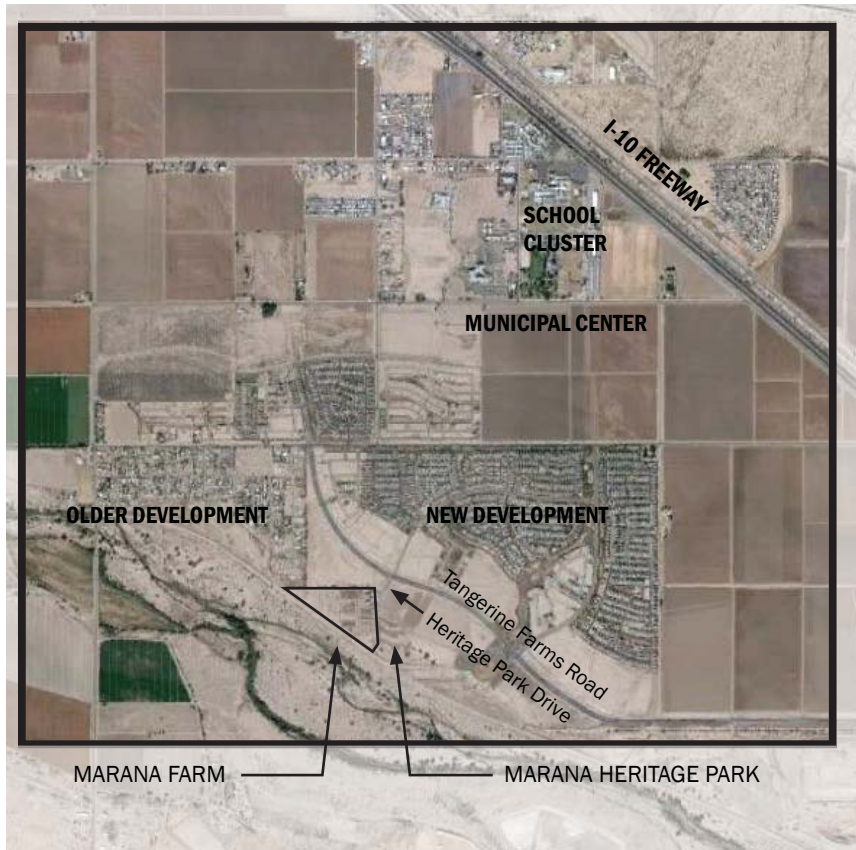 I-10 FREEWAY
SCHOOL
CLUSTER
MUNICIPAL CENTER
OLDER DEVELOPMENT
NEW DEVELOPMENT
Tangerine Farms Road
Heritage Park Drive
MARANA FARM
MARANA HERITAGE PARK